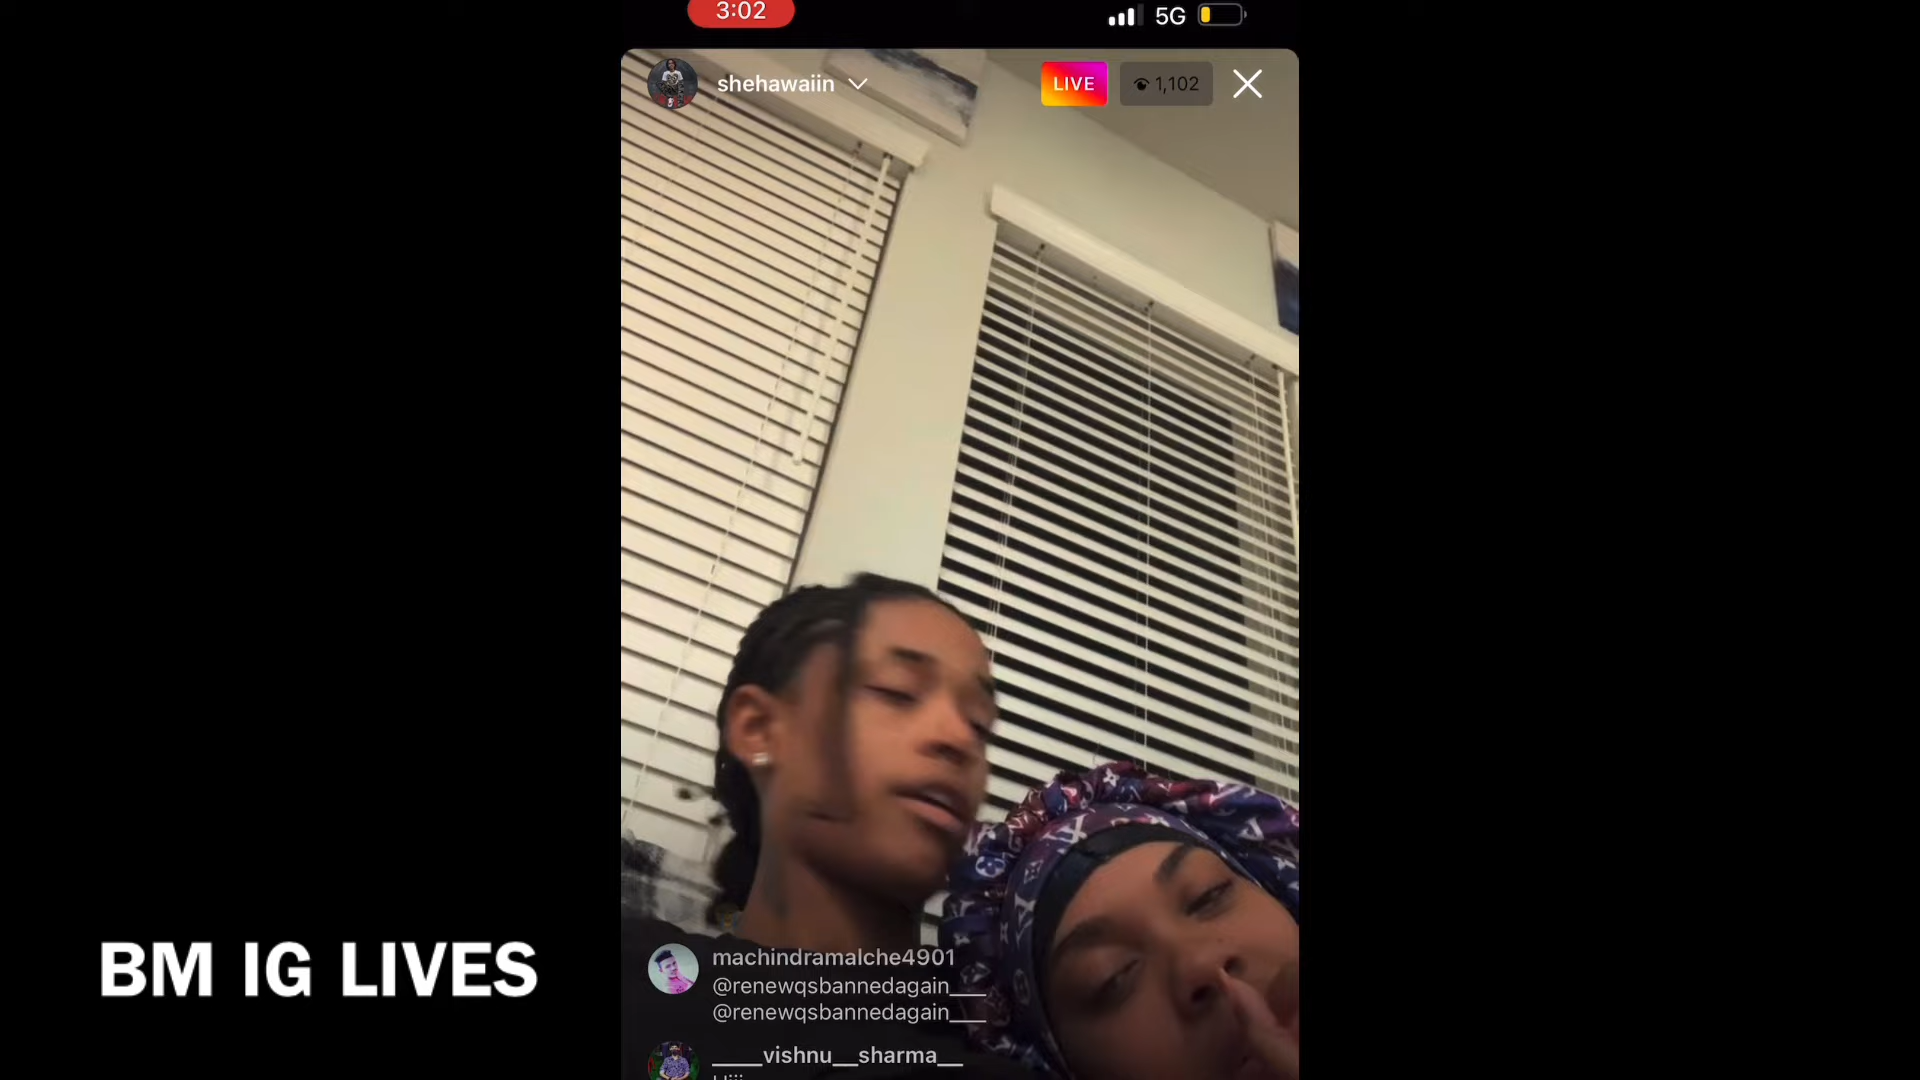 3:02
5G
shehawaiin
LIVE
1,102
machindramalche4901
@renewqsbannedagain___
@renewqsbannedagain___
____vishnu__sharma__
BM IG LIVES